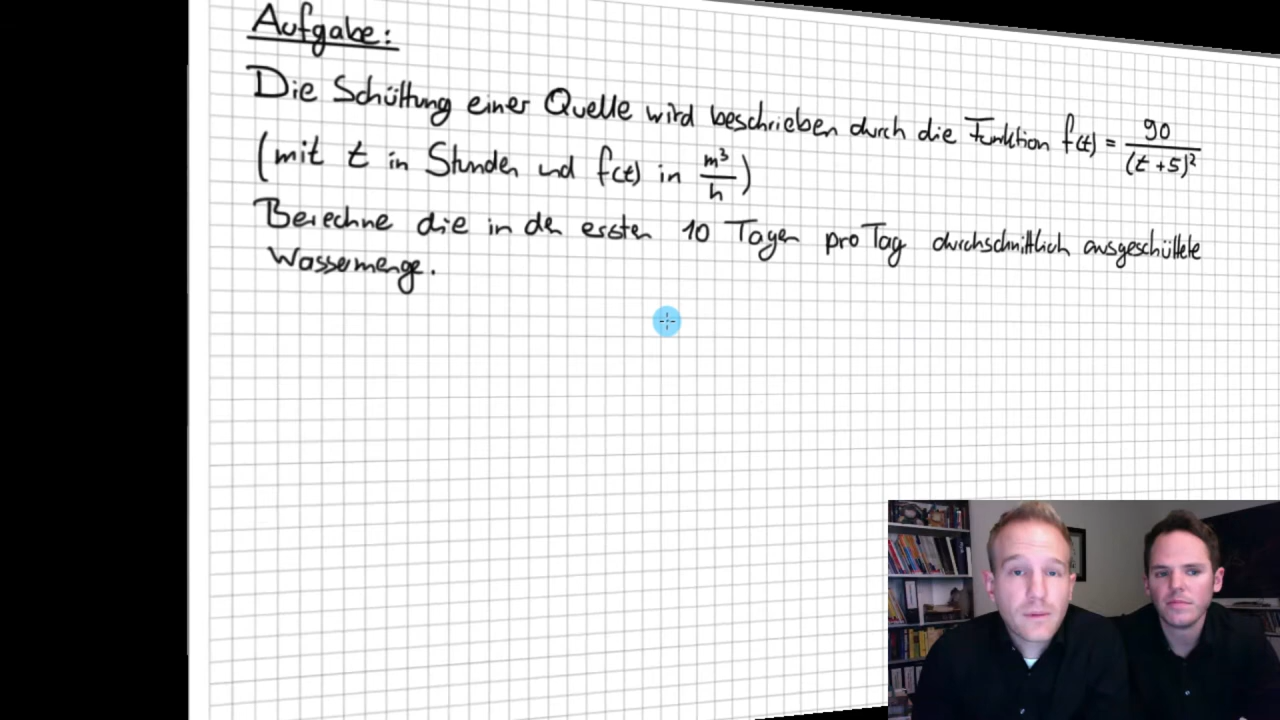 Aufgabe:
Die Schüttung einer Quelle wird beschrieben durch die Funktion f(t) = 90/(t+5)²
(mit t in Stunden und f(t) in m³/h)
Berechne die in den ersten 10 Tagen pro Tag durchschnittlich ausgeschüttete
Wassermenge.